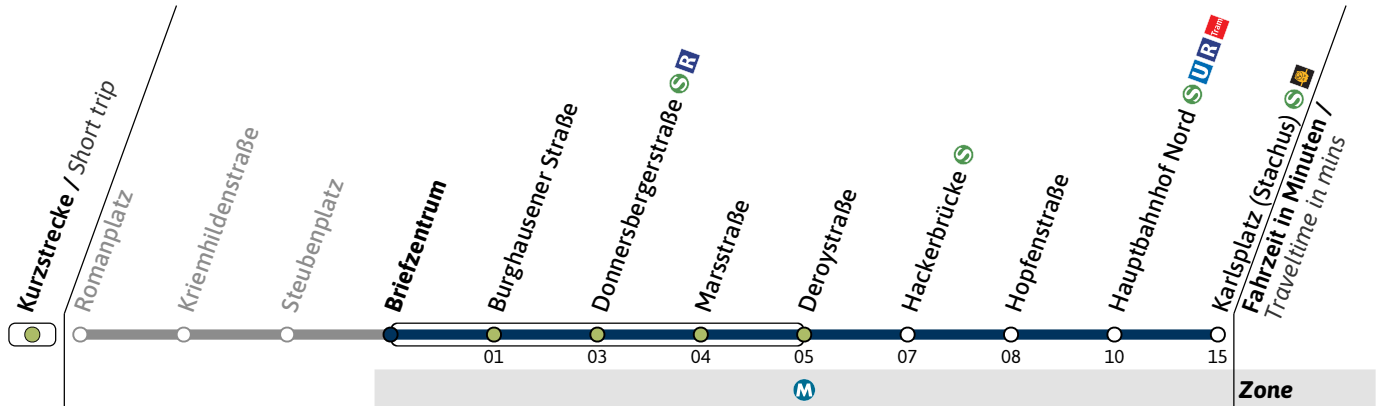 Kurzstrecke / Short trip
Romanplatz
Kriemhildenstraße
Steubenplatz
Briefzentrum
Burghausener Straße
Donnersbergerstraße S R
Marsstraße
Deroystraße
Hackerbrücke S
Hopfenstraße
Hauptbahnhof Nord S U R Tram
Karlsplatz (Stachus) S
Fahrzeit in Minuten /
Traveltime in mins
01 03 04 05 07 08 10 15
M
Zone